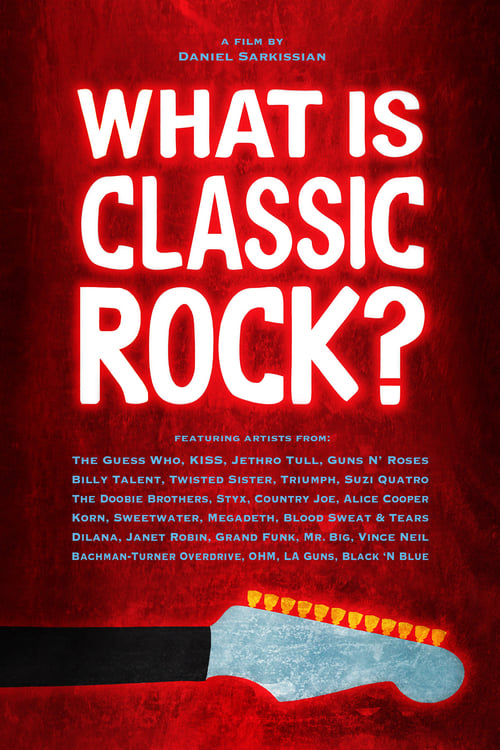 A FILM BY
DANIEL SARKISSIAN
WHAT IS
CLASSIC
ROCK?
FEATURING ARTISTS FROM:
THE GUESS WHO, KISS, JETHRO TULL, GUNS N’ ROSES
BILLY TALENT, TWISTED SISTER, TRIUMPH, SUZI QUATRO
THE DOOBIE BROTHERS, STYX, COUNTRY JOE, ALICE COOPER
KORN, SWEETWATER, MEGADETH, BLOOD SWEAT & TEARS
DILANA, JANET ROBIN, GRAND FUNK, MR. BIG, VINCE NEIL
BACHMAN-TURNER OVERDRIVE, OHM, LA GUNS, BLACK ‘N BLUE